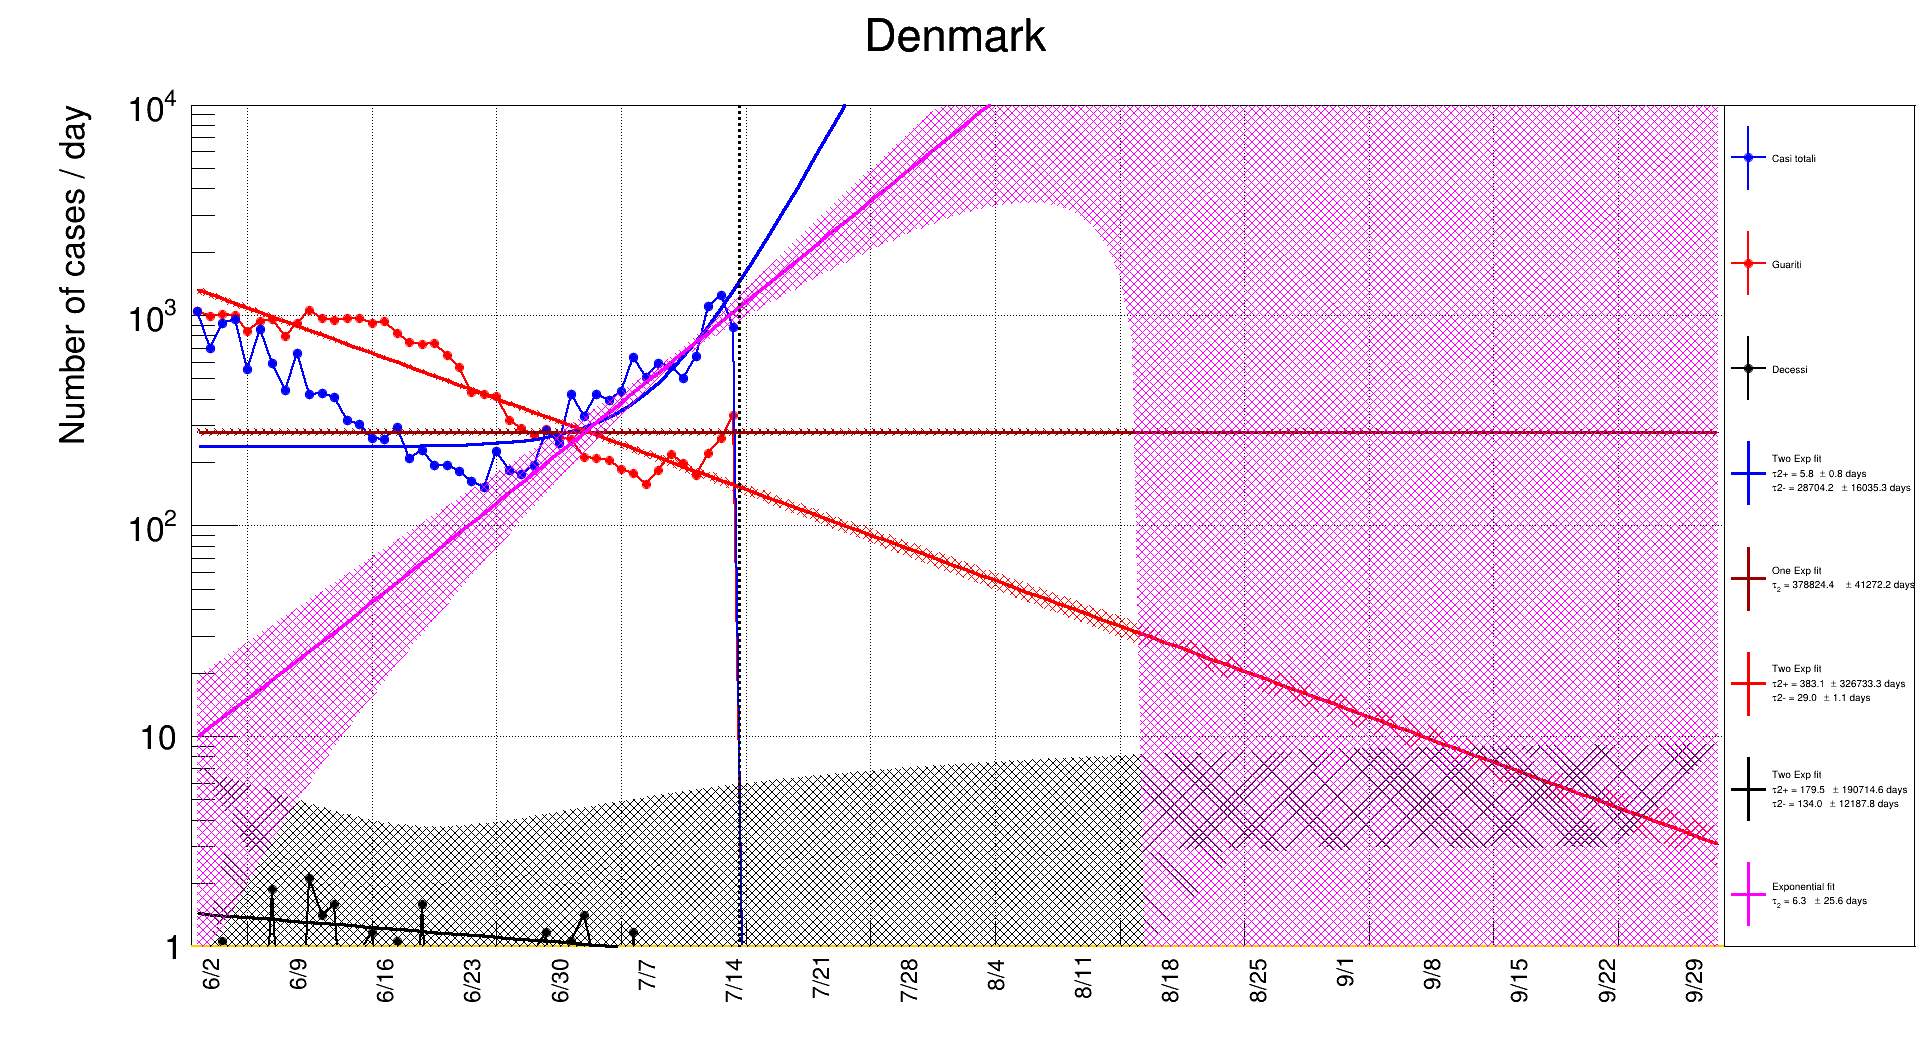 Denmark
Number of cases / day
10^4
10^3
10^2
10
1
6/2
6/9
6/16
6/23
6/30
7/7
7/14
7/21
7/28
8/4
8/11
8/18
8/25
9/1
9/8
9/15
9/22
9/29
Casi totali
Guariti
Decessi
Two Exp fit
τ2+ = 5.8 ± 0.8 days
τ2- = 28704.2 ± 16035.3 days
One Exp fit
τ₂ = 378824.4 ± 41272.2 days
Two Exp fit
τ2+ = 383.1 ± 326733.3 days
τ2- = 29.0 ± 1.1 days
Two Exp fit
τ2+ = 179.5 ± 190714.6 days
τ2- = 134.0 ± 12187.8 days
Exponential fit
τ₂ = 6.3 ± 25.6 days